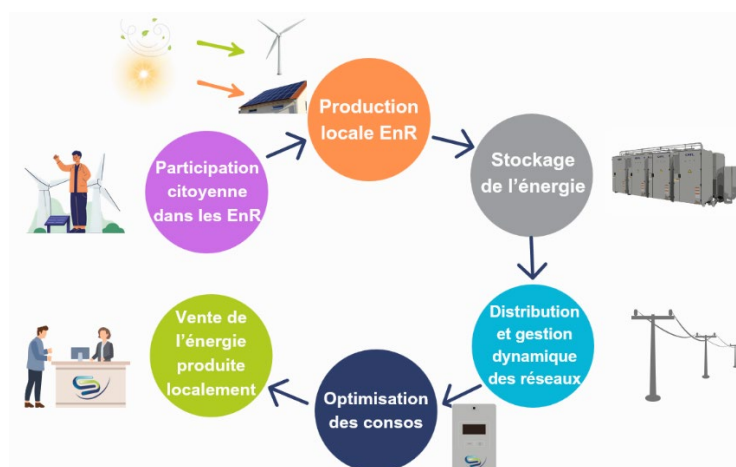 Production
locale EnR
Participation
citoyenne
dans les EnR
Stockage
de l'énergie
Distribution
et gestion
dynamique
des réseaux
Optimisation
des consos
Vente de
l'énergie
produite
localement